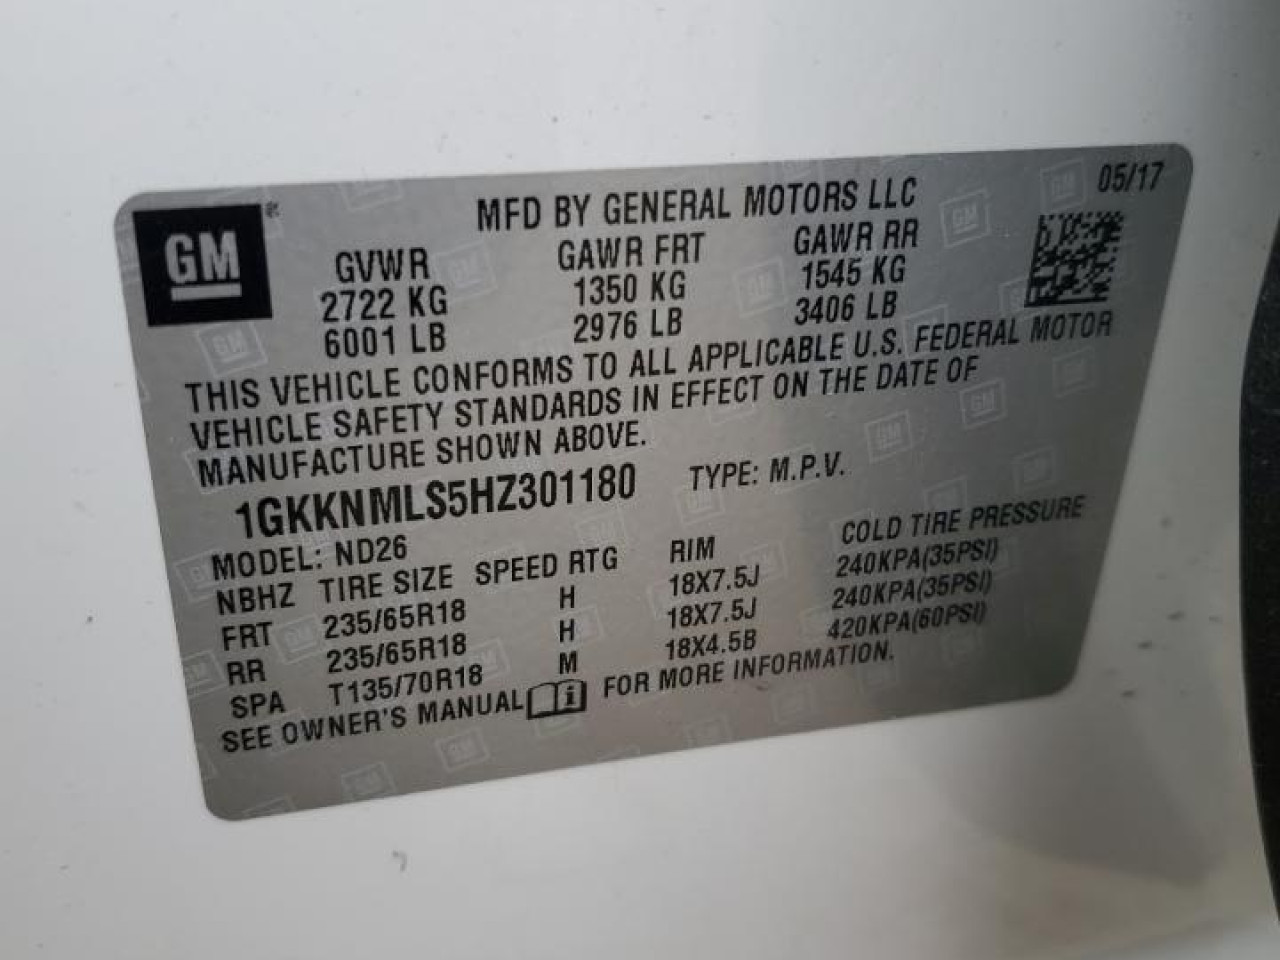 GM
MFD BY GENERAL MOTORS LLC
05/17
GVWR GAWR FRT GAWR RR
2722 KG 1350 KG 1545 KG
6001 LB 2976 LB 3406 LB
THIS VEHICLE CONFORMS TO ALL APPLICABLE U.S. FEDERAL MOTOR
VEHICLE SAFETY STANDARDS IN EFFECT ON THE DATE OF
MANUFACTURE SHOWN ABOVE.
1GKKNMLS5HZ301180 TYPE: M.P.V.
MODEL: ND26
NBHZ TIRE SIZE SPEED RTG RIM COLD TIRE PRESSURE
FRT 235/65R18 H 18X7.5J 240KPA(35PSI)
RR 235/65R18 H 18X7.5J 240KPA(35PSI)
SPA T135/70R18 M 18X4.5B 420KPA(60PSI)
SEE OWNER'S MANUAL FOR MORE INFORMATION.